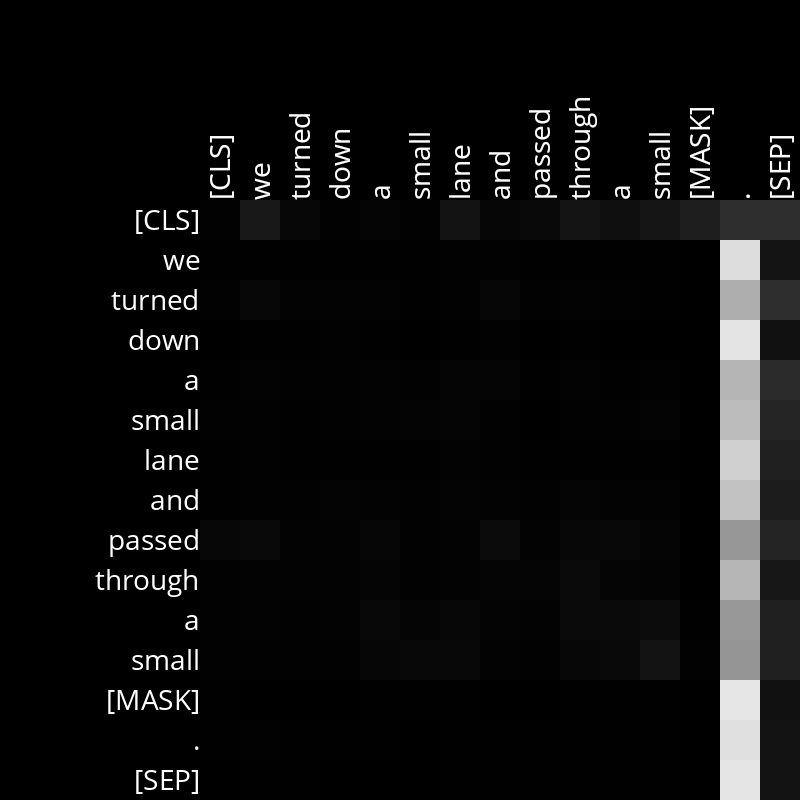 [CLS] we turned down a small lane and passed through a small [MASK] . [SEP]
[CLS]
we
turned
down
a
small
lane
and
passed
through
a
small
[MASK]
.
[SEP]